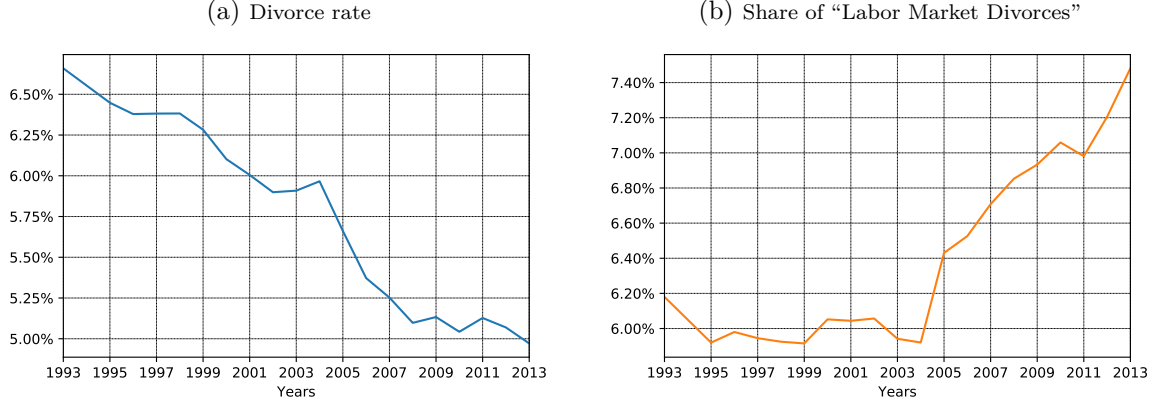 (a) Divorce rate
6.50%
6.25%
6.00%
5.75%
5.50%
5.25%
5.00%
1993 1995 1997 1999 2001 2003 2005 2007 2009 2011 2013
Years
(b) Share of “Labor Market Divorces”
7.40%
7.20%
7.00%
6.80%
6.60%
6.40%
6.20%
6.00%
1993 1995 1997 1999 2001 2003 2005 2007 2009 2011 2013
Years